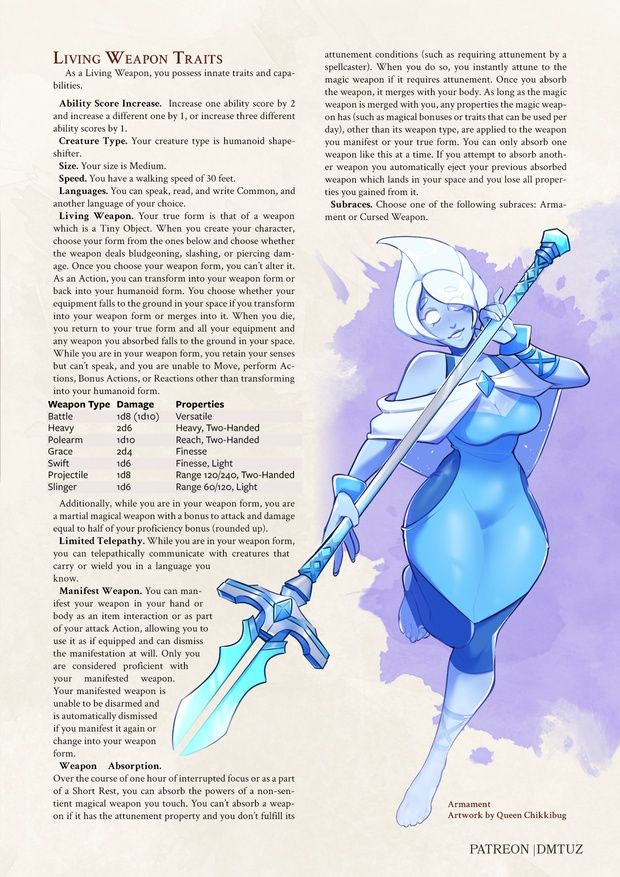 Living Weapon Traits
As a Living Weapon, you possess innate traits and capa-
bilities.
Ability Score Increase. Increase one ability score by 2
and increase a different one by 1, or increase three different
ability scores by 1.
Creature Type. Your creature type is humanoid shape-
shifter.
Size. Your size is Medium.
Speed. You have a walking speed of 30 feet.
Languages. You can speak, read, and write Common, and
another language of your choice.
Living Weapon. Your true form is that of a weapon
which is a Tiny Object. When you create your character,
choose your form from the ones below and choose whether
the weapon deals bludgeoning, slashing, or piercing dam-
age. Once you choose your weapon form, you can't alter it.
As an Action, you can transform into your weapon form or
back into your humanoid form. You choose whether your
equipment falls to the ground in your space if you transform
into your weapon form or merges into it. When you die,
you return to your true form and all your equipment and
any weapon you absorbed falls to the ground in your space.
While you are in your weapon form, you retain your senses
but can't speak, and you are unable to Move, perform Ac-
tions, Bonus Actions, or Reactions other than transforming
into your humanoid form.
Weapon Type Damage Properties
Battle 1d8 (1d10) Versatile
Heavy 2d6 Heavy, Two-Handed
Polearm 1d10 Reach, Two-Handed
Grace 2d4 Finesse
Swift 1d6 Finesse, Light
Projectile 1d8 Range 120/240, Two-Handed
Slinger 1d6 Range 60/120, Light
Additionally, while you are in your weapon form, you are
a martial magical weapon with a bonus to attack and damage
equal to half of your proficiency bonus (rounded up).
Limited Telepathy. While you are in your weapon form,
you can telepathically communicate with creatures that
carry or wield you in a language you
know.
Manifest Weapon. You can man-
ifest your weapon in your hand or
body as an item interaction or as part
of your attack Action, allowing you to
use it as if equipped and can dismiss
the manifestation at will. Only you
are considered proficient with
your manifested weapon.
Your manifested weapon is
unable to be disarmed and
is automatically dismissed
if you manifest it again or
change into your weapon
form.
Weapon Absorption.
Over the course of one hour of interrupted focus or as a part
of a Short Rest, you can absorb the powers of a non-sen-
tient magical weapon you touch. You can't absorb a weap-
on if it has the attunement property and you don't fulfill its
attunement conditions (such as requiring attunement by a
spellcaster). When you do so, you instantly attune to the
magic weapon if it requires attunement. Once you absorb
the weapon, it merges with your body. As long as the magic
weapon is merged with you, any properties the magic weap-
on has (such as magical bonuses or traits that can be used per
day), other than its weapon type, are applied to the weapon
you manifest or your true form. You can only absorb one
weapon like this at a time. If you attempt to absorb anoth-
er weapon you automatically eject your previous absorbed
weapon which lands in your space and you lose all proper-
ties you gained from it.
Subraces. Choose one of the following subraces: Arma-
ment or Cursed Weapon.
Armament
Artwork by Queen Chikkibug
PATREON |DMTUZ